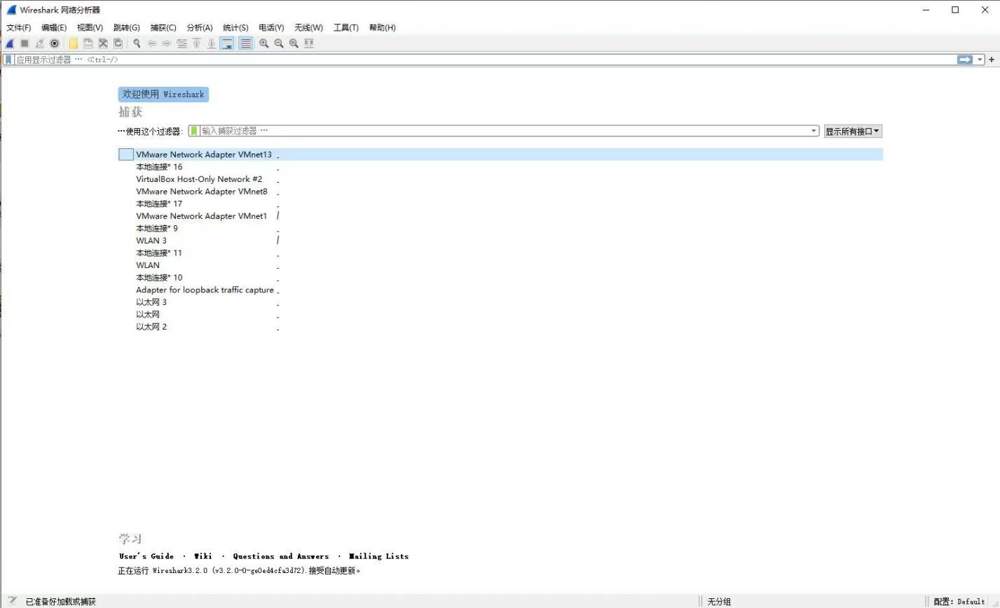 Wireshark 网络分析器
文件(F) 编辑(E) 视图(V) 跳转(G) 捕获(C) 分析(A) 统计(S) 电话(Y) 无线(W) 工具(T) 帮助(H)
应用显示过滤器 … <Ctrl-/>
欢迎使用 Wireshark
捕获
…使用这个过滤器: 输入捕获过滤器 … 显示所有接口
VMware Network Adapter VMnet13
本地连接* 16
VirtualBox Host-Only Network #2
VMware Network Adapter VMnet8
本地连接* 17
VMware Network Adapter VMnet1
本地连接* 9
WLAN 3
本地连接* 11
WLAN
本地连接* 10
Adapter for loopback traffic capture
以太网 3
以太网
以太网 2
学习
User's Guide · Wiki · Questions and Answers · Mailing Lists
正在运行 Wireshark3.2.0 (v3.2.0-0-ge0ed4cfa3d72).接受自动更新。
已准备好加载或捕获 无分组 配置: Default